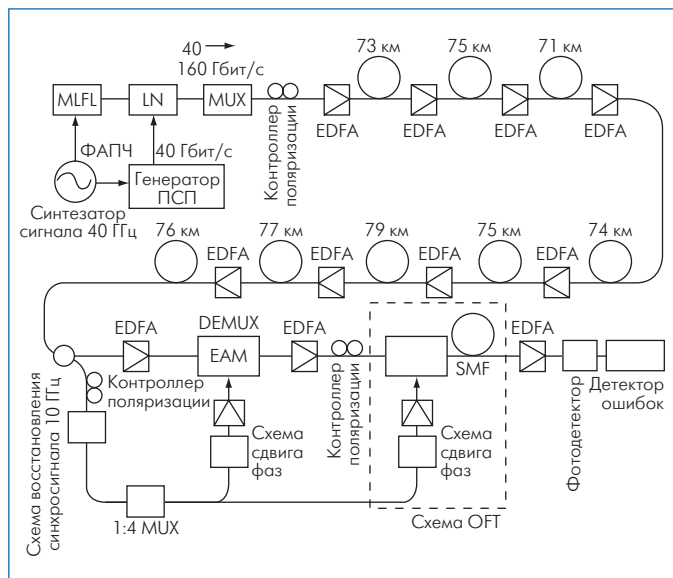 40
160 Гбит/с
MLFL
LN
MUX
Контроллер
поляризации
EDFA
73 км
EDFA
75 км
EDFA
71 км
EDFA
ФАПЧ
40 Гбит/с
Генератор
ПСП
Синтезатор
сигнала 40 ГГц
76 км
EDFA
77 км
EDFA
79 км
EDFA
75 км
EDFA
74 км
EDFA
DEMUX
EAM
EDFA
Контроллер
поляризации
SMF
EDFA
Фотодетектор
Детектор
ошибок
Контроллер
поляризации
Схема восстановления
синхросигнала 10 ГГц
Схема
сдвига
фаз
Схема
сдвига
фаз
1:4 MUX
Схема OFT